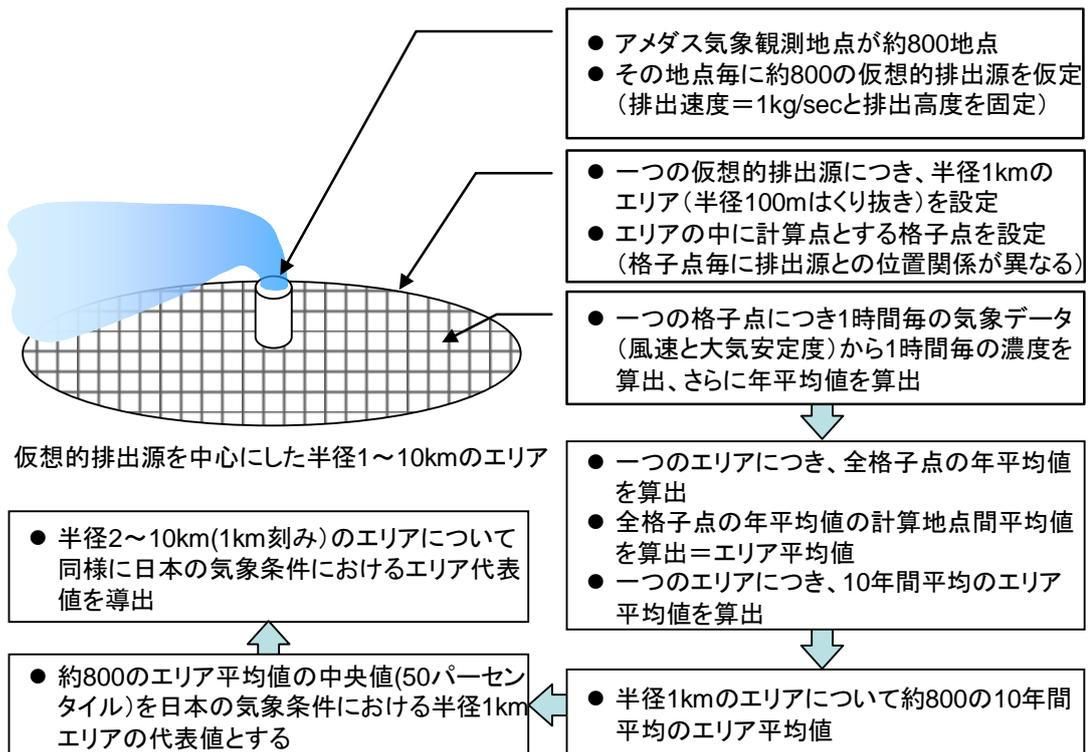 ● アメダス気象観測地点が約800地点
● その地点毎に約800の仮想的排出源を仮定
（排出速度＝1kg/secと排出高度を固定）
● 一つの仮想的排出源につき、半径1kmの
エリア（半径100mはくり抜き）を設定
● エリアの中に計算点とする格子点を設定
（格子点毎に排出源との位置関係が異なる）
● 一つの格子点につき1時間毎の気象データ
（風速と大気安定度）から1時間毎の濃度を
算出、さらに年平均値を算出
仮想的排出源を中心にした半径1～10kmのエリア
● 一つのエリアにつき、全格子点の年平均値
を算出
● 全格子点の年平均値の計算地点間平均値
を算出＝エリア平均値
● 一つのエリアにつき、10年間平均のエリア
平均値を算出
● 半径1kmのエリアについて約800の10年間
平均のエリア平均値
● 約800のエリア平均値の中央値(50パーセン
タイル）を日本の気象条件における半径1km
エリアの代表値とする
● 半径2～10km(1km刻み）のエリアについて
同様に日本の気象条件におけるエリア代表
値を導出